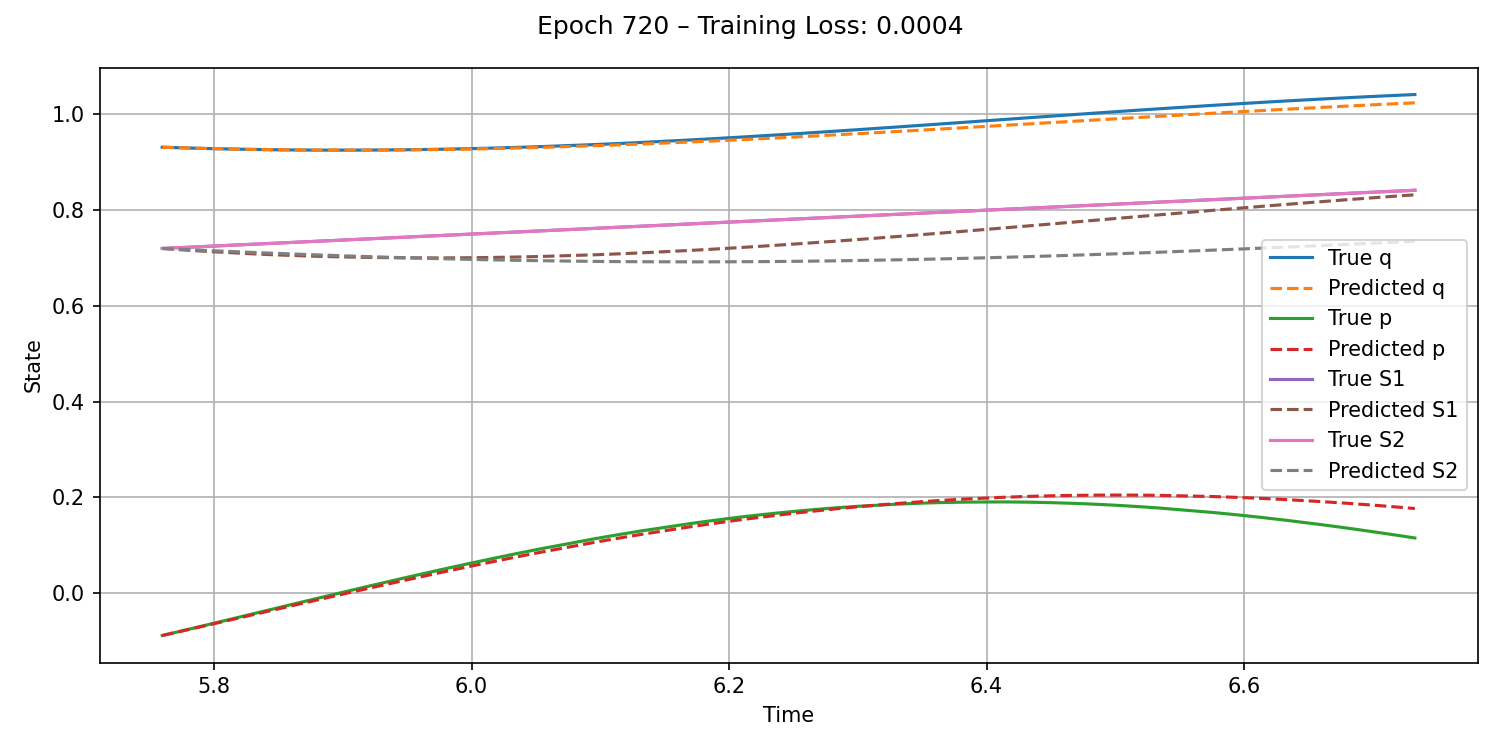 Epoch 720 – Training Loss: 0.0004
1.0
0.8
0.6
0.4
0.2
0.0
State
True q
Predicted q
True p
Predicted p
True S1
Predicted S1
True S2
Predicted S2
5.8
6.0
6.2
6.4
6.6
Time